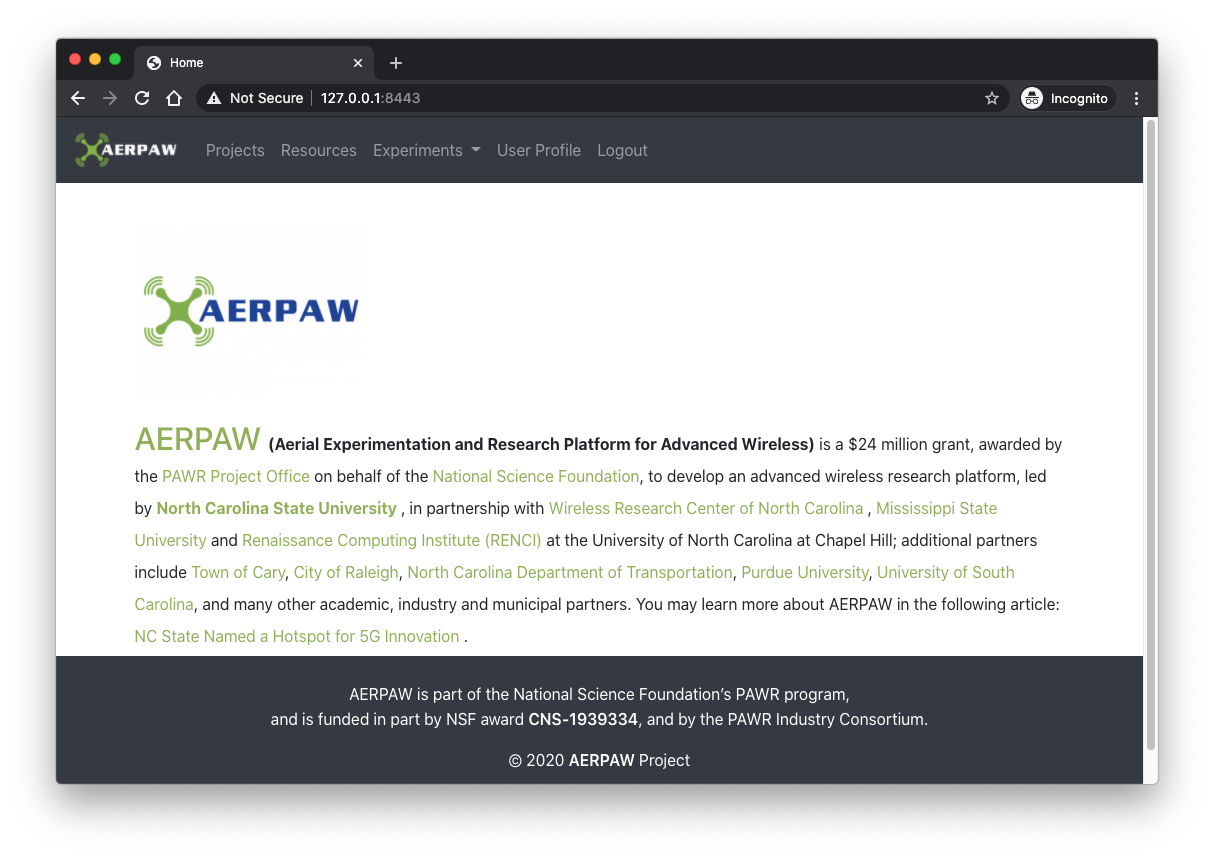 Home
Not Secure 127.0.0.1:8443 Incognito
AERPAW Projects Resources Experiments User Profile Logout
AERPAW
AERPAW (Aerial Experimentation and Research Platform for Advanced Wireless) is a $24 million grant, awarded by
the PAWR Project Office on behalf of the National Science Foundation, to develop an advanced wireless research platform, led
by North Carolina State University , in partnership with Wireless Research Center of North Carolina , Mississippi State
University and Renaissance Computing Institute (RENCI) at the University of North Carolina at Chapel Hill; additional partners
include Town of Cary, City of Raleigh, North Carolina Department of Transportation, Purdue University, University of South
Carolina, and many other academic, industry and municipal partners. You may learn more about AERPAW in the following article:
NC State Named a Hotspot for 5G Innovation .
AERPAW is part of the National Science Foundation’s PAWR program,
and is funded in part by NSF award CNS-1939334, and by the PAWR Industry Consortium.
© 2020 AERPAW Project